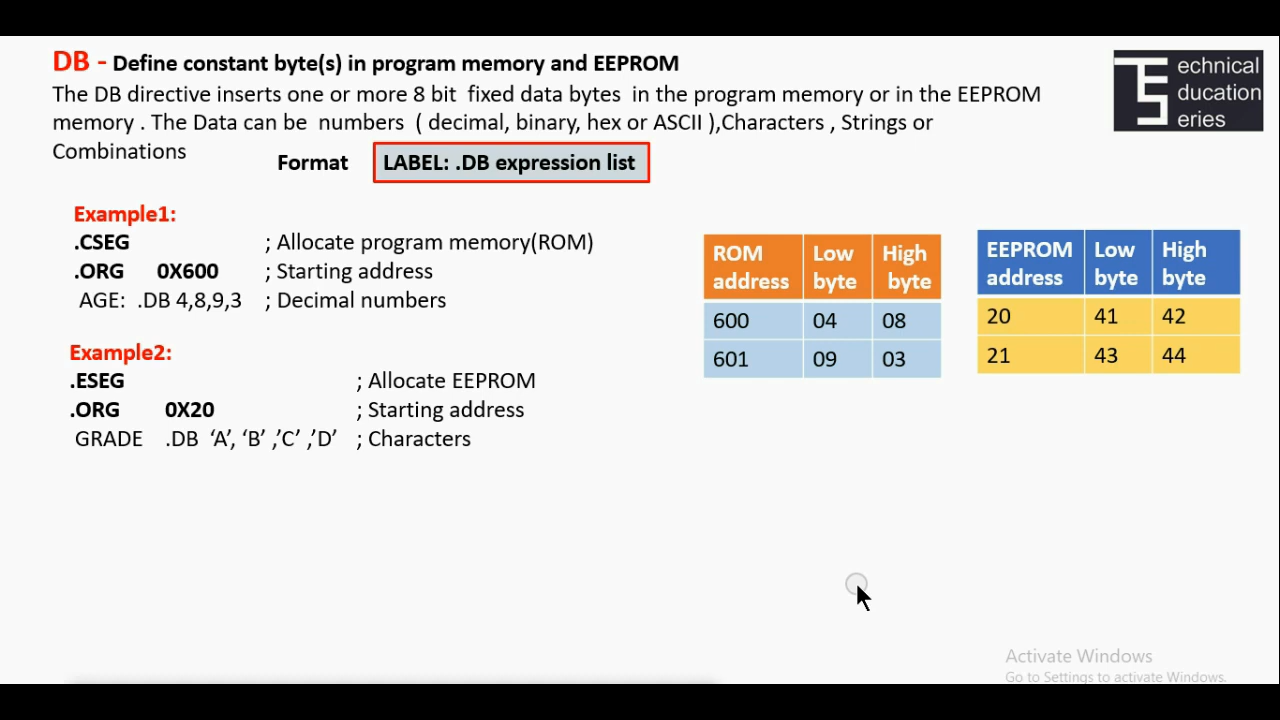 DB - Define constant byte(s) in program memory and EEPROM
The DB directive inserts one or more 8 bit fixed data bytes in the program memory or in the EEPROM
memory . The Data can be numbers ( decimal, binary, hex or ASCII ),Characters , Strings or
Combinations
Format LABEL: .DB expression list
Technical
Education
Series
Example1:
.CSEG ; Allocate program memory(ROM)
.ORG 0X600 ; Starting address
AGE: .DB 4,8,9,3 ; Decimal numbers
Example2:
.ESEG ; Allocate EEPROM
.ORG 0X20 ; Starting address
GRADE .DB ‘A’, ‘B’ ,’C’ ,’D’ ; Characters
ROM Low High
address byte byte
600 04 08
601 09 03
EEPROM Low High
address byte byte
20 41 42
21 43 44
Activate Windows
Go to Settings to activate Windows.